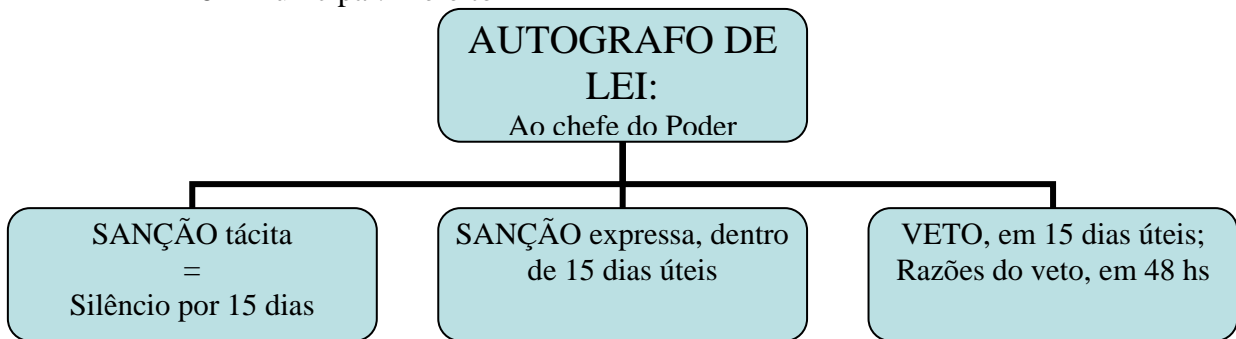 AUTOGRAFO DE
LEI:
Ao chefe do Poder
SANÇÃO tácita
=
Silêncio por 15 dias
SANÇÃO expressa, dentro
de 15 dias úteis
VETO, em 15 dias úteis;
Razões do veto, em 48 hs